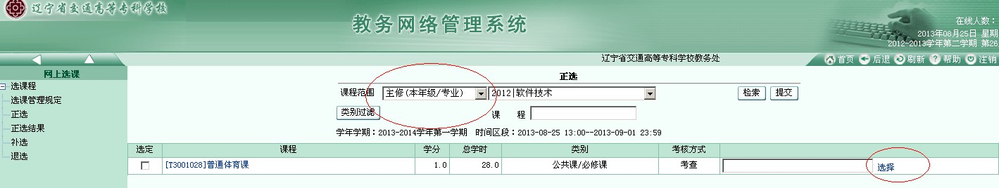 辽宁省交通高等专科学校
教务网络管理系统
在线人数：
2013年08月25日 星期
2012-2013学年第二学期 第26
辽宁省交通高等专科学校教务处
首页 后退 刷新 帮助 注销
网上选课
选课程
选课管理规定
正选
正选结果
补选
退选
正选
课程范围 主修(本年级/专业) 2012|软件技术 检索 提交
类别过滤 课 程
学年学期：2013-2014学年第一学期 时间区段：2013-08-25 13:00--2013-09-01 23:59
选定 课程 学分 总学时 类别 考核方式
[T3001028]普通体育课 1.0 28.0 公共课/必修课 考查 选择